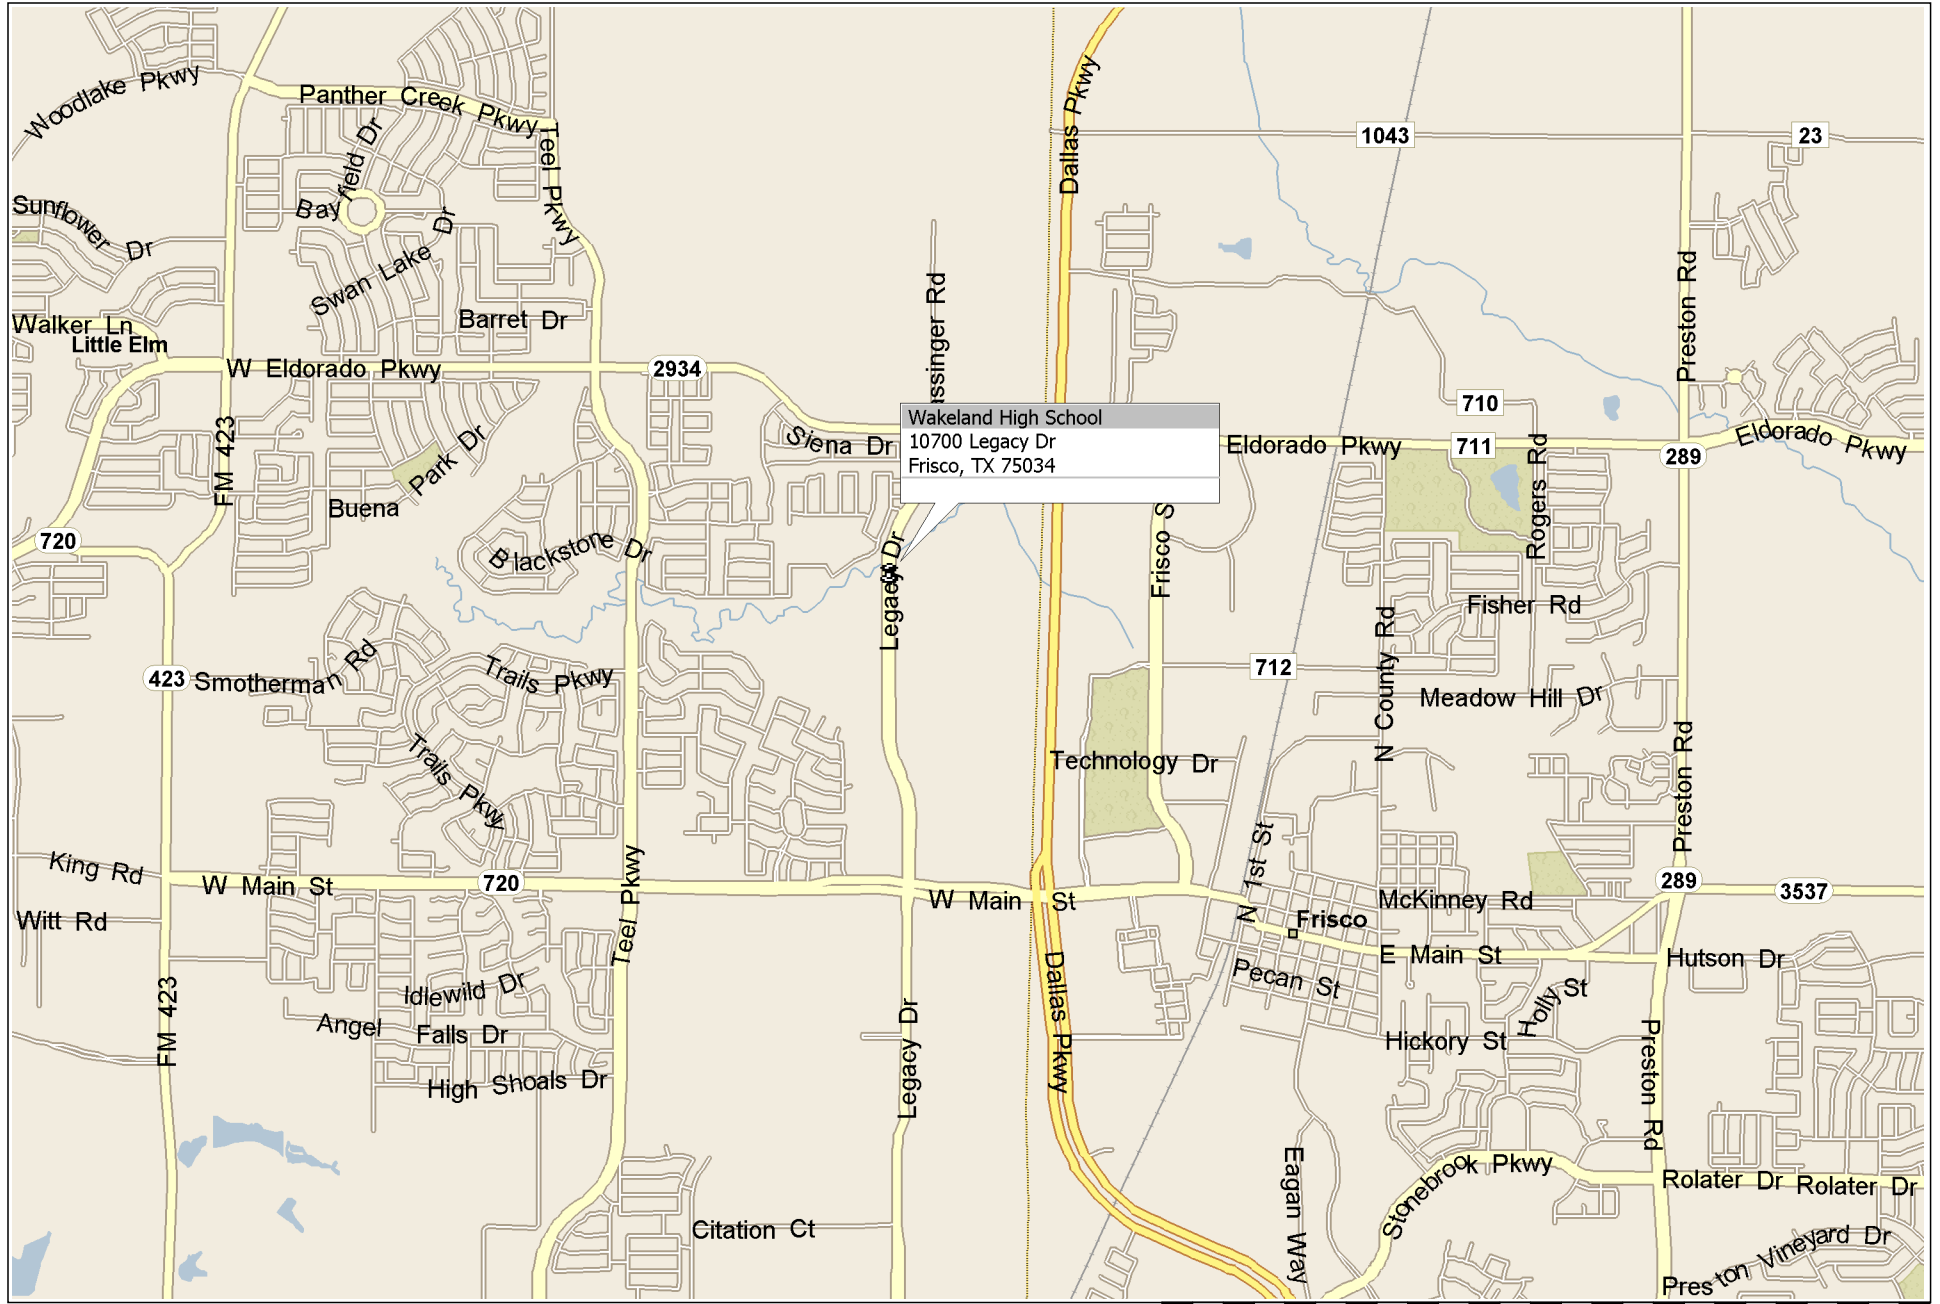 Woodlake Pkwy
Panther Creek Pkwy
Dallas Pkwy
1043
23
Teel Pkwy
Bayfield Dr
Sunflower Dr
Swan Lake Dr
Preston Rd
Walker Ln
Little Elm
Barret Dr
W Eldorado Pkwy
2934
assinger Rd
710
Wakeland High School
10700 Legacy Dr
Frisco, TX 75034
Siena Dr
Eldorado Pkwy
711
289
Eldorado Pkwy
FM 423
Buena Park Dr
Rogers Rd
720
Blackstone Dr
Legacy Dr
Frisco S
Fisher Rd
423
Smotherman Rd
Trails Pkwy
712
N County Rd
Meadow Hill Dr
Trails Pkwy
Technology Dr
Preston Rd
King Rd
W Main St
720
Teel Pkwy
N 1st St
289
3537
W Main St
McKinney Rd
Witt Rd
Frisco
E Main St
Hutson Dr
Pecan St
Idlewild Dr
Holly St
FM 423
Angel Falls Dr
Legacy Dr
Dallas Pkwy
Hickory St
Preston Rd
High Shoals Dr
Eagan Way
Stonebrook Pkwy
Rolater Dr
Rolater Dr
Citation Ct
Preston Vineyard Dr